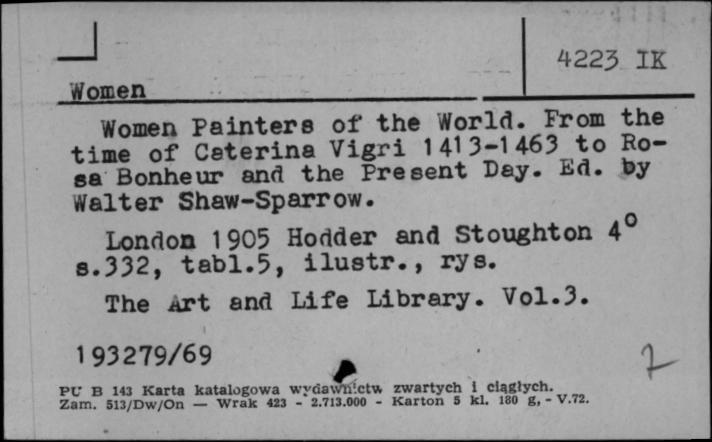 4223 IK
Women
Women Painters of the World. From the
time of Caterina Vigri 1413-1463 to Ro-
sa Bonheur and the Present Day. Ed. by
Walter Shaw-Sparrow.
London 1905 Hodder and Stoughton 4°
s.332, tabl.5, ilustr., rys.
The Art and Life Library. Vol.3.
193279/69
PU B 143 Karta katalogowa wydawnictw zwartych i ciągłych.
Zam. 513/Dw/On — Wrak 423 - 2.713.000 - Karton 5 kl. 180 g, - V.72.